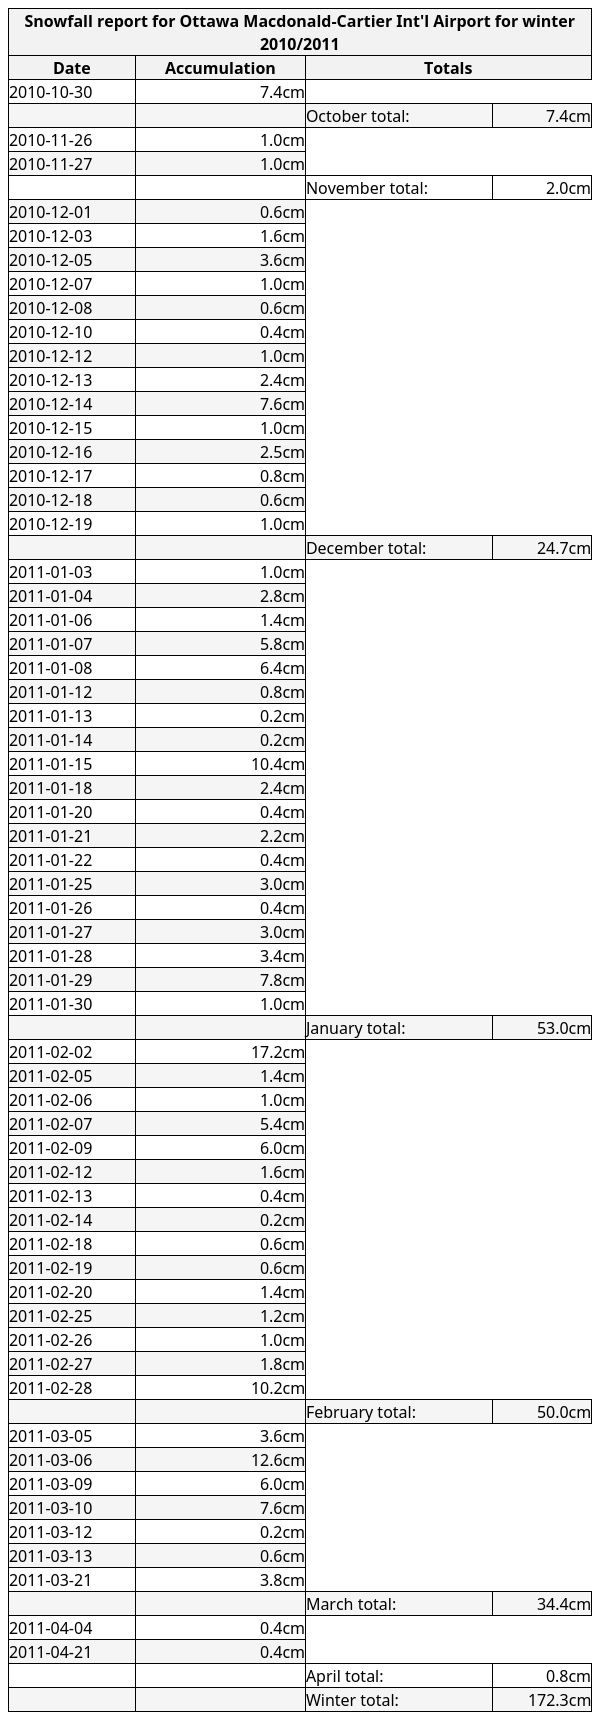 Snowfall report for Ottawa Macdonald-Cartier Int'l Airport for winter
2010/2011
Date Accumulation Totals
2010-10-30 7.4cm
October total: 7.4cm
2010-11-26 1.0cm
2010-11-27 1.0cm
November total: 2.0cm
2010-12-01 0.6cm
2010-12-03 1.6cm
2010-12-05 3.6cm
2010-12-07 1.0cm
2010-12-08 0.6cm
2010-12-10 0.4cm
2010-12-12 1.0cm
2010-12-13 2.4cm
2010-12-14 7.6cm
2010-12-15 1.0cm
2010-12-16 2.5cm
2010-12-17 0.8cm
2010-12-18 0.6cm
2010-12-19 1.0cm
December total: 24.7cm
2011-01-03 1.0cm
2011-01-04 2.8cm
2011-01-06 1.4cm
2011-01-07 5.8cm
2011-01-08 6.4cm
2011-01-12 0.8cm
2011-01-13 0.2cm
2011-01-14 0.2cm
2011-01-15 10.4cm
2011-01-18 2.4cm
2011-01-20 0.4cm
2011-01-21 2.2cm
2011-01-22 0.4cm
2011-01-25 3.0cm
2011-01-26 0.4cm
2011-01-27 3.0cm
2011-01-28 3.4cm
2011-01-29 7.8cm
2011-01-30 1.0cm
January total: 53.0cm
2011-02-02 17.2cm
2011-02-05 1.4cm
2011-02-06 1.0cm
2011-02-07 5.4cm
2011-02-09 6.0cm
2011-02-12 1.6cm
2011-02-13 0.4cm
2011-02-14 0.2cm
2011-02-18 0.6cm
2011-02-19 0.6cm
2011-02-20 1.4cm
2011-02-25 1.2cm
2011-02-26 1.0cm
2011-02-27 1.8cm
2011-02-28 10.2cm
February total: 50.0cm
2011-03-05 3.6cm
2011-03-06 12.6cm
2011-03-09 6.0cm
2011-03-10 7.6cm
2011-03-12 0.2cm
2011-03-13 0.6cm
2011-03-21 3.8cm
March total: 34.4cm
2011-04-04 0.4cm
2011-04-21 0.4cm
April total: 0.8cm
Winter total: 172.3cm